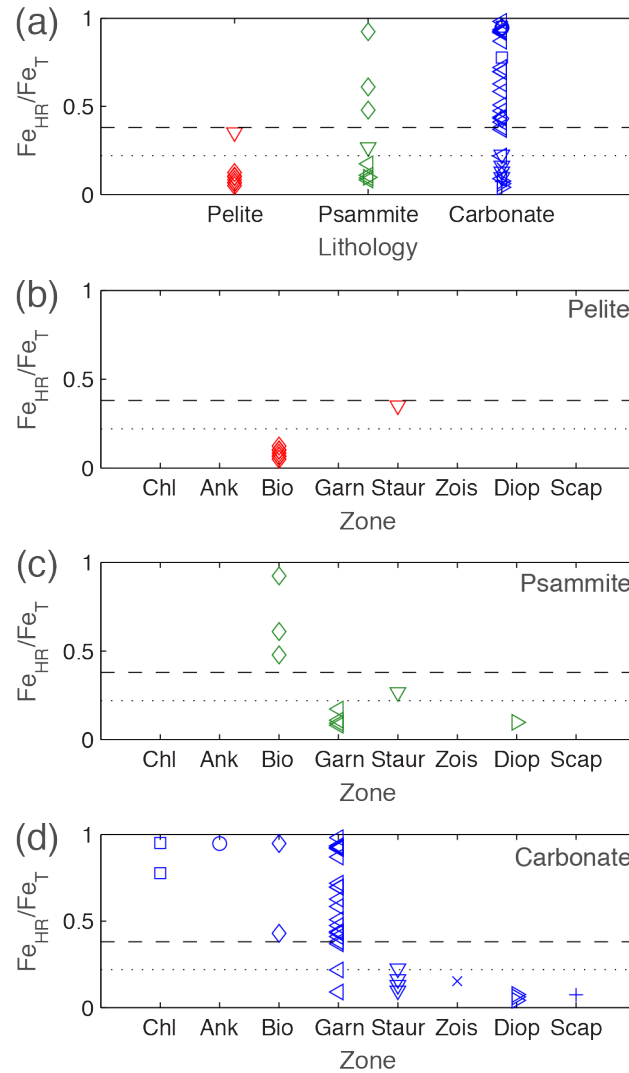 (a)
1
0.5
0
Fe_HR/Fe_T
Pelite Psammite Carbonate
Lithology
(b)
1
0.5
0
Fe_HR/Fe_T
Pelite
Chl Ank Bio Garn Staur Zois Diop Scap
Zone
(c)
1
0.5
0
Fe_HR/Fe_T
Psammite
Chl Ank Bio Garn Staur Zois Diop Scap
Zone
(d)
1
0.5
0
Fe_HR/Fe_T
Carbonate
Chl Ank Bio Garn Staur Zois Diop Scap
Zone